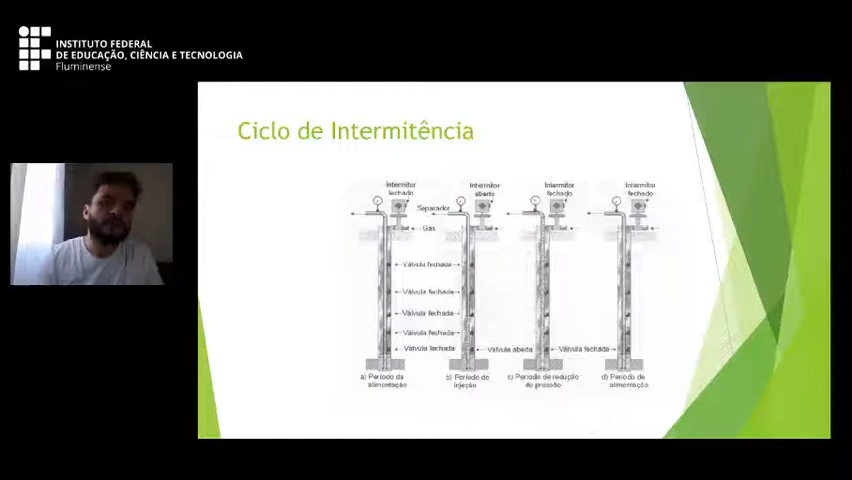 INSTITUTO FEDERAL
DE EDUCAÇÃO, CIÊNCIA E TECNOLOGIA
Fluminense
Ciclo de Intermitência
Intermitor
fechado
Intermitor
aberto
Intermitor
fechado
Intermitor
fechado
Separador
Gas
Válvula fechada
Válvula fechada
Válvula fechada
Válvula fechada
Válvula fechada
Válvula aberta
Válvula fechada
a) Período de
alimentação
b) Período de
injeção
c) Período de redução
de pressão
d) Período de
alimentação